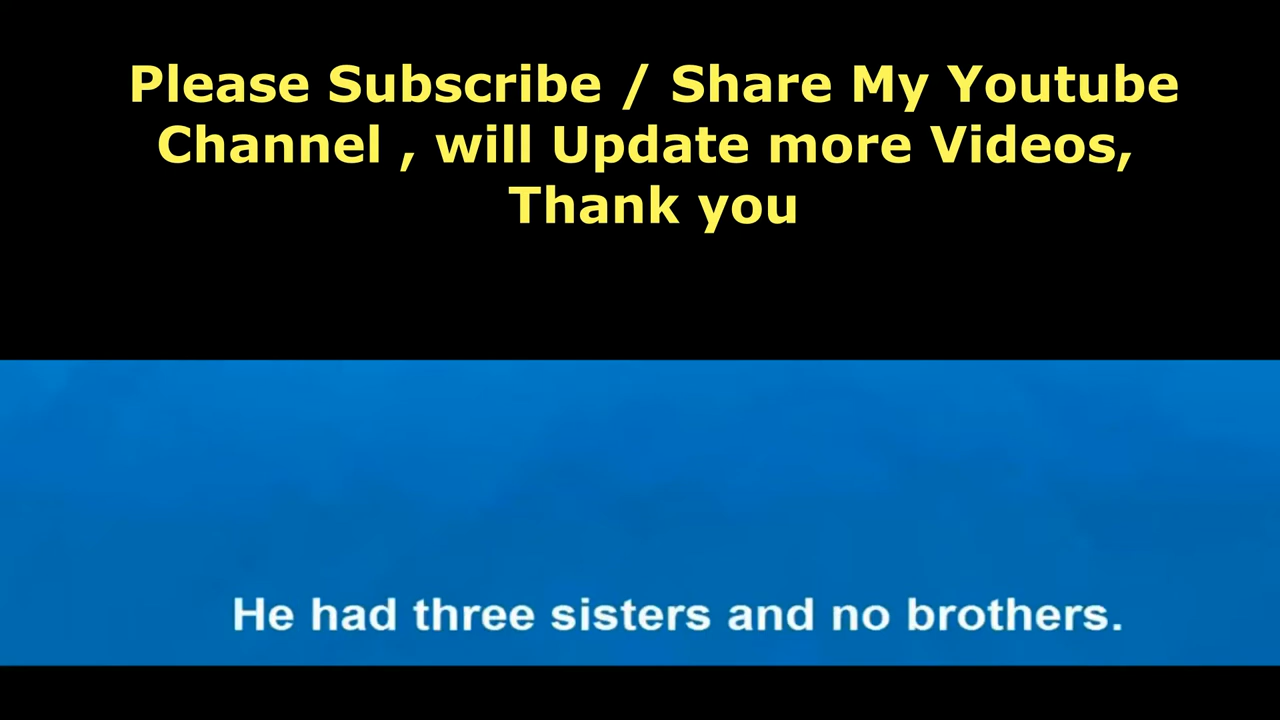 Please Subscribe / Share My Youtube
Channel , will Update more Videos,
Thank you
He had three sisters and no brothers.